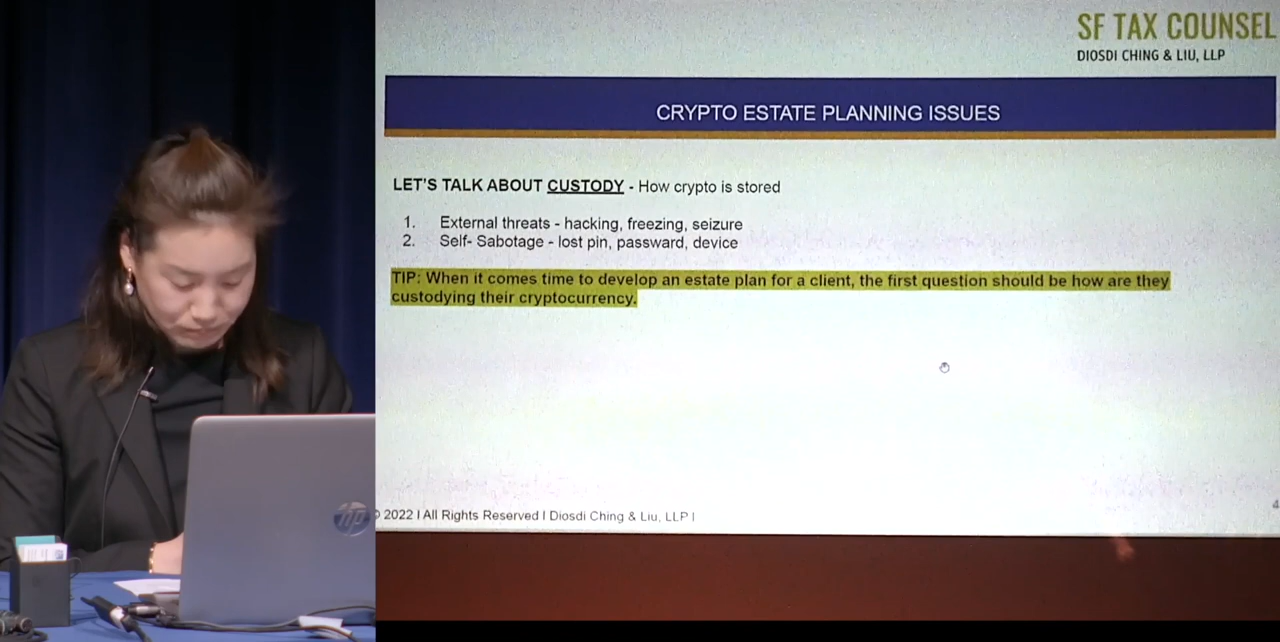 SF TAX COUNSEL
DIOSDI CHING & LIU, LLP
CRYPTO ESTATE PLANNING ISSUES
LET'S TALK ABOUT CUSTODY - How crypto is stored
1. External threats - hacking, freezing, seizure
2. Self- Sabotage - lost pin, passward, device
TIP: When it comes time to develop an estate plan for a client, the first question should be how are they
custodying their cryptocurrency.
© 2022 I All Rights Reserved I Diosdi Ching & Liu, LLP I
4
hp